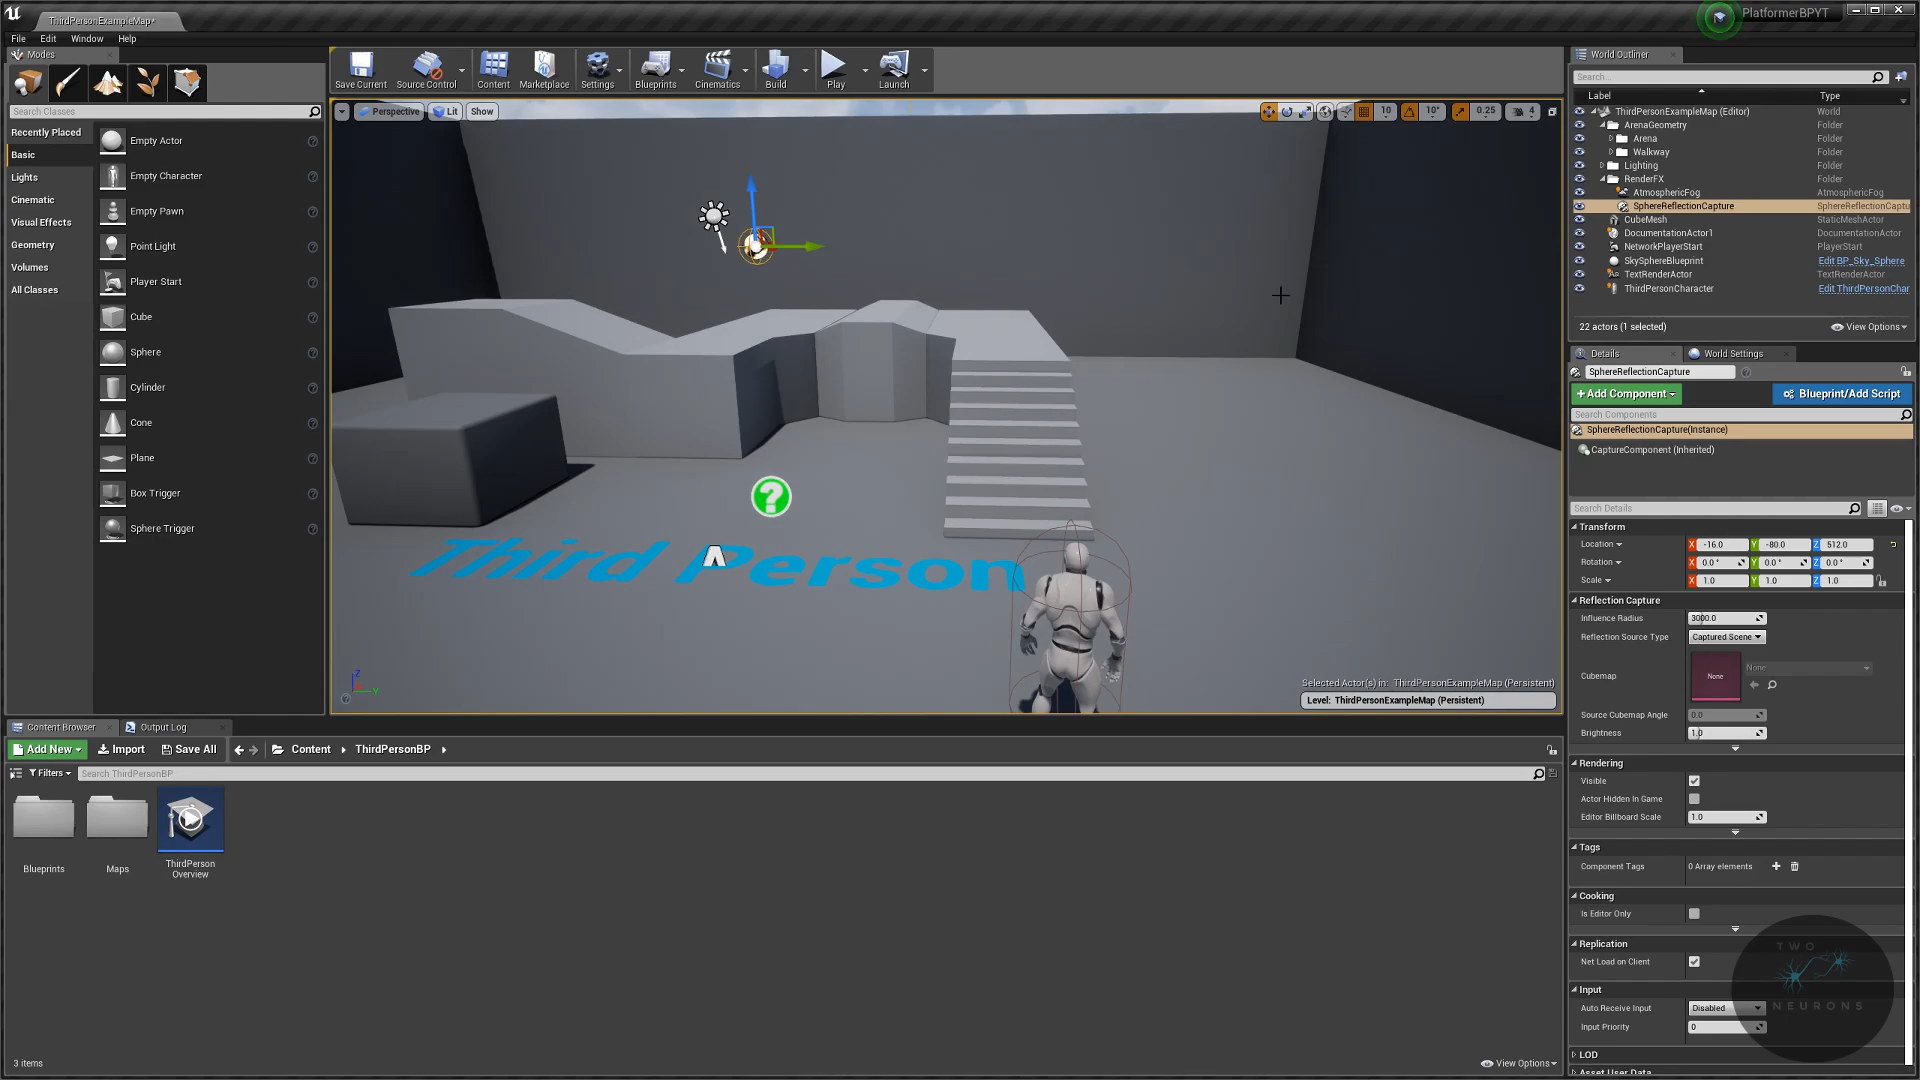 ThirdPersonExampleMap*
PlatformerBPYT
File Edit Window Help
Modes
Search Classes
Recently Placed
Basic
Lights
Cinematic
Visual Effects
Geometry
Volumes
All Classes
Empty Actor
Empty Character
Empty Pawn
Point Light
Player Start
Cube
Sphere
Cylinder
Cone
Plane
Box Trigger
Sphere Trigger
Save Current
Source Control
Content
Marketplace
Settings
Blueprints
Cinematics
Build
Play
Launch
Perspective
Lit
Show
10
10°
0.25
4
Third Person
Z
Y
Selected Actor(s) in: ThirdPersonExampleMap (Persistent)
Level: ThirdPersonExampleMap (Persistent)
World Outliner
Search...
Label Type
ThirdPersonExampleMap (Editor) World
ArenaGeometry Folder
Arena Folder
Walkway Folder
Lighting Folder
RenderFX Folder
AtmosphericFog AtmosphericFog
SphereReflectionCapture SphereReflectionCaptu
CubeMesh StaticMeshActor
DocumentationActor1 DocumentationActor
NetworkPlayerStart PlayerStart
SkySphereBlueprint Edit BP_Sky_Sphere
TextRenderActor TextRenderActor
ThirdPersonCharacter Edit ThirdPersonChar
22 actors (1 selected)
View Options
Details
World Settings
SphereReflectionCapture
+Add Component
Blueprint/Add Script
Search Components
SphereReflectionCapture(Instance)
CaptureComponent (Inherited)
Search Details
Transform
Location X -16.0 Y -80.0 Z 512.0
Rotation X 0.0 ° Y 0.0 ° Z 0.0 °
Scale X 1.0 Y 1.0 Z 1.0
Reflection Capture
Influence Radius 3000.0
Reflection Source Type Captured Scene
Cubemap None None
Source Cubemap Angle 0.0
Brightness 1.0
Rendering
Visible
Actor Hidden In Game
Editor Billboard Scale 1.0
Tags
Component Tags 0 Array elements
Cooking
Is Editor Only
Replication
Net Load on Client
Input
Auto Receive Input Disabled
Input Priority 0
LOD
Asset User Data
TWO
NEURONS
Content Browser
Output Log
Add New
Import
Save All
Content
ThirdPersonBP
Filters
Search ThirdPersonBP
Blueprints
Maps
ThirdPerson
Overview
3 items
View Options